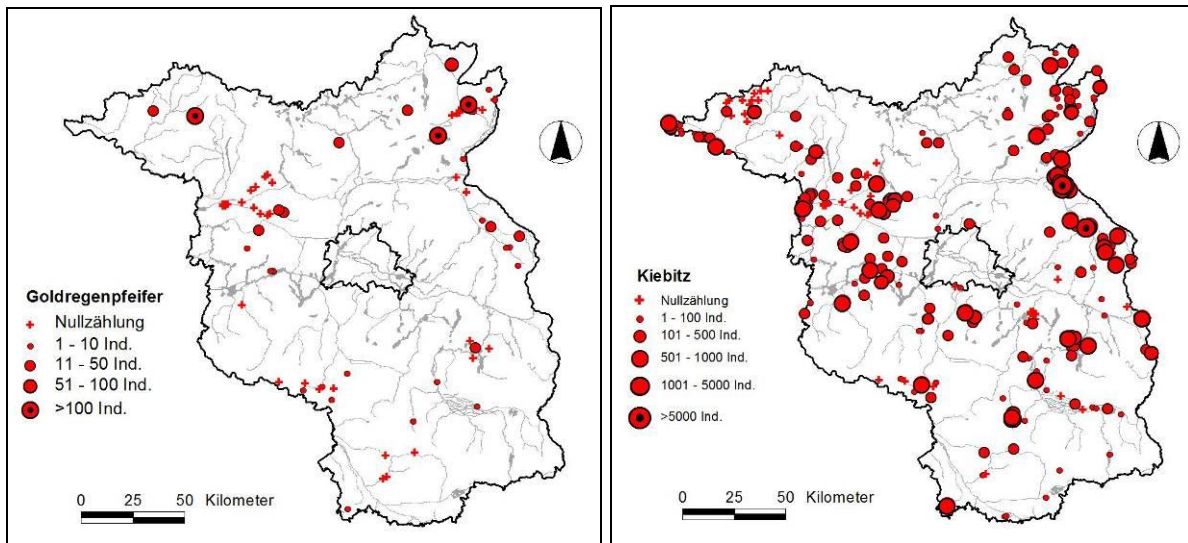 Goldregenpfeifer
Nullzählung
1 - 10 Ind.
11 - 50 Ind.
51 - 100 Ind.
>100 Ind.
0 25 50 Kilometer
Kiebitz
Nullzählung
1 - 100 Ind.
101 - 500 Ind.
501 - 1000 Ind.
1001 - 5000 Ind.
>5000 Ind.
0 25 50 Kilometer